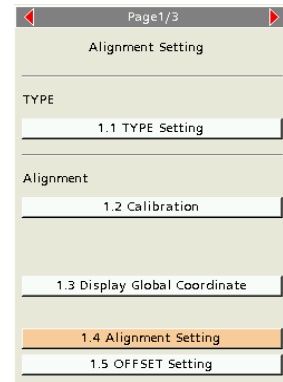 Page1/3
Alignment Setting
TYPE
1.1 TYPE Setting
Alignment
1.2 Calibration
1.3 Display Global Coordinate
1.4 Alignment Setting
1.5 OFFSET Setting